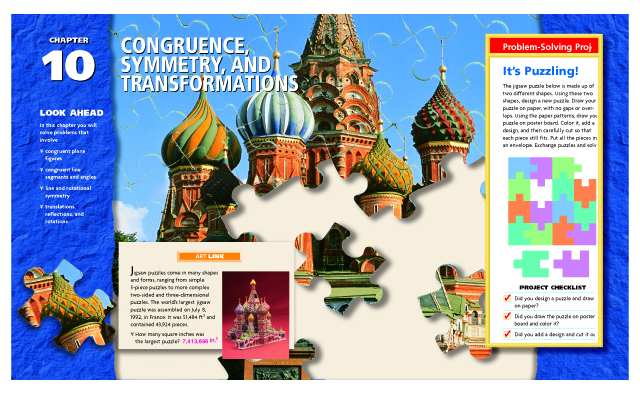 CHAPTER
10
CONGRUENCE,
SYMMETRY, AND
TRANSFORMATIONS
LOOK AHEAD
In this chapter you will
solve problems that
involve
Y congruent plane
figures
Y congruent line
segments and angles
Y line and rotational
symmetry
Y translations,
reflections, and
rotations
ART LINK
Jigsaw puzzles come in many shapes
and forms, ranging from simple
5-piece puzzles to more complex
two-sided and three-dimensional
puzzles. The world's largest jigsaw
puzzle was assembled on July 8,
1992, in France. It was 51,484 ft² and
contained 43,924 pieces.
Y How many square inches was
the largest puzzle? 7,413,696 in.²
Problem-Solving Proj
It's Puzzling!
The jigsaw puzzle below is made up of
two different shapes. Using these two
shapes, design a new puzzle. Draw your
puzzle on paper, with no gaps or over-
laps. Using the paper patterns, draw you
puzzle on poster board. Color it, add a
design, and then carefully cut so that
each piece still fits. Put all the pieces in
an envelope. Exchange puzzles and solv
PROJECT CHECKLIST
✓ Did you design a puzzle and draw
on paper?
✓ Did you draw the puzzle on poster
board and color it?
✓ Did you add a design and cut it ou